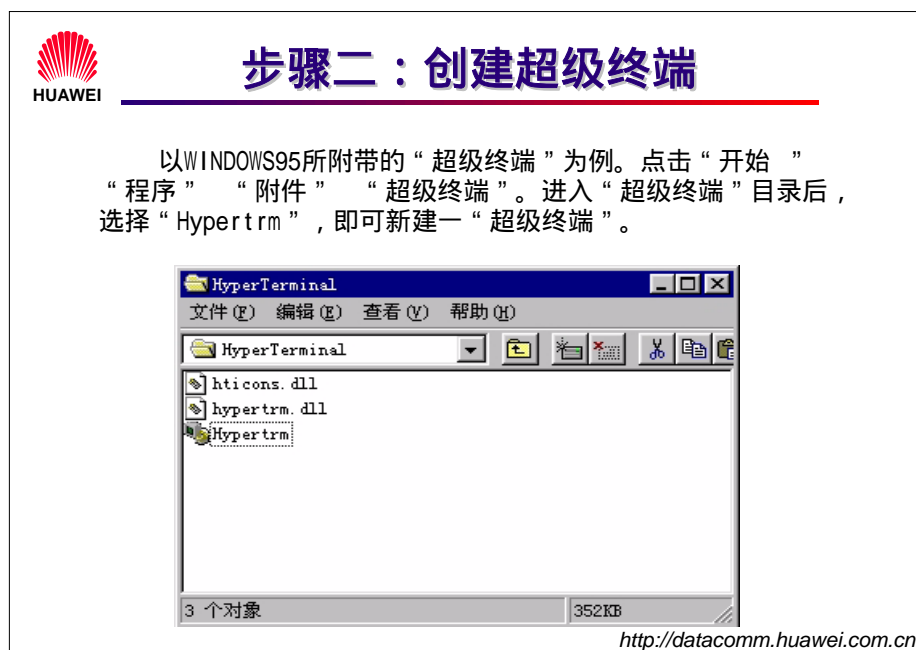 HUAWEI
步骤二：创建超级终端
以WINDOWS95所附带的“超级终端”为例。点击“开始 ”
“程序” “附件” “超级终端”。进入“超级终端”目录后，
选择“Hypertrm”，即可新建一“超级终端”。
HyperTerminal
文件(F) 编辑(E) 查看(V) 帮助(H)
HyperTerminal
hticons.dll
hypertrm.dll
Hypertrm
3 个对象 352KB
http://datacomm.huawei.com.cn